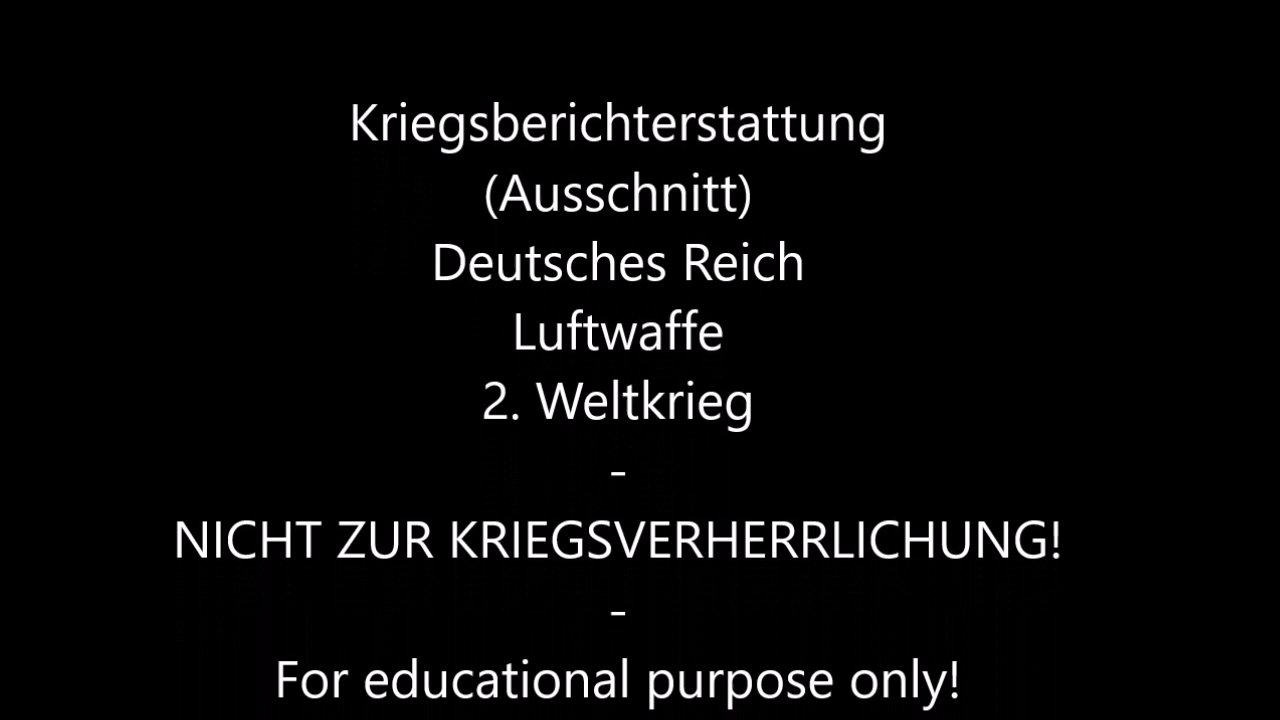 Kriegsberichterstattung
(Ausschnitt)
Deutsches Reich
Luftwaffe
2. Weltkrieg
-
NICHT ZUR KRIEGSVERHERRLICHUNG!
-
For educational purpose only!